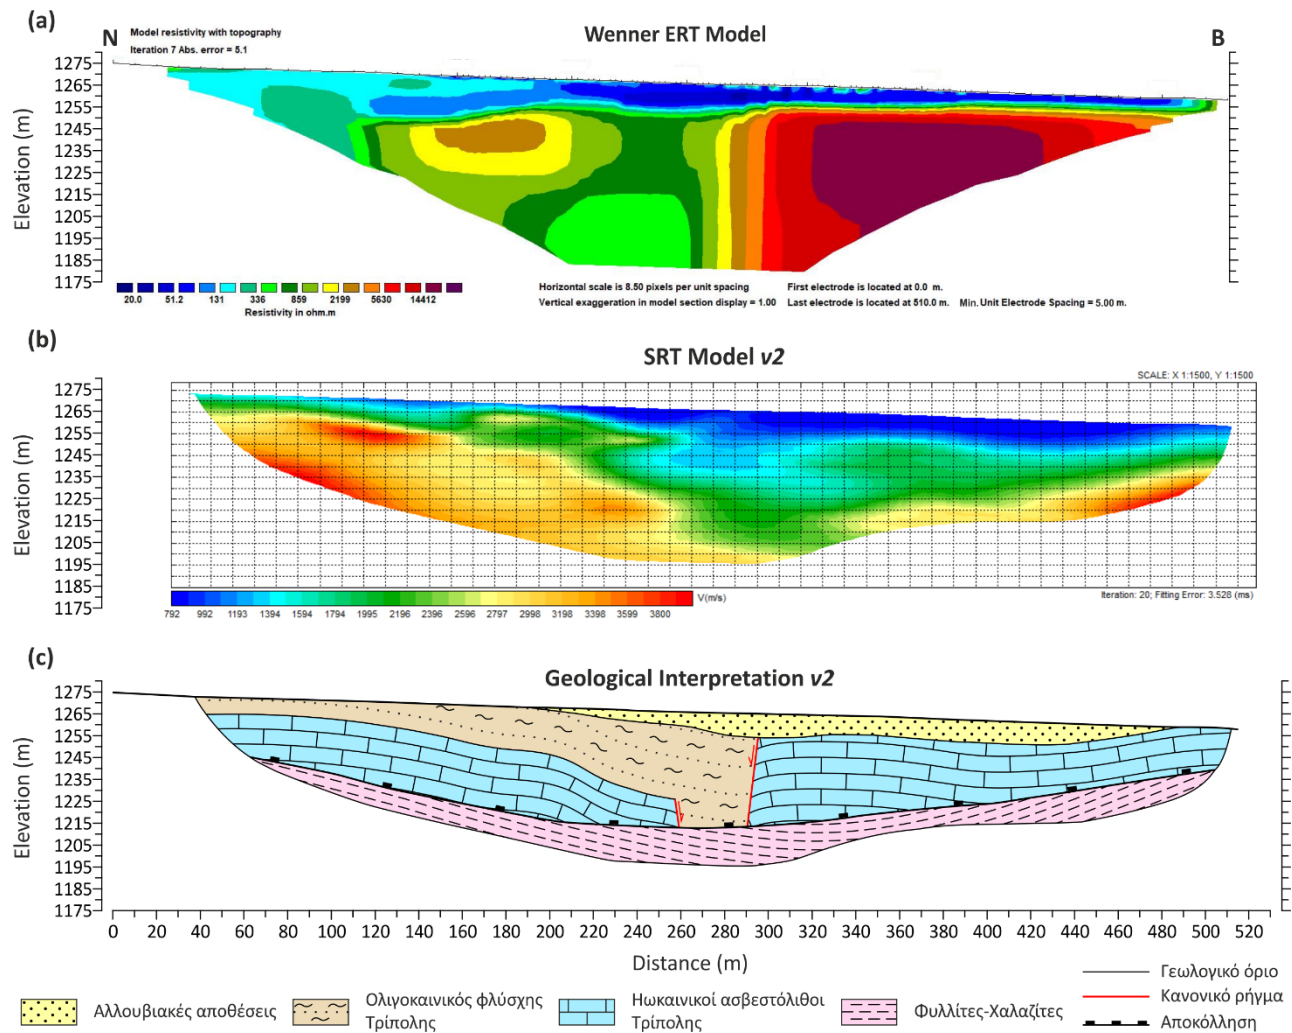 (a)
N
Model resistivity with topography
Iteration 7 Abs. error = 5.1
Wenner ERT Model
B
1275
1265
1255
1245
1235
1225
1215
1205
1195
1185
1175
Elevation (m)
20.0 51.2 131 336 859 2199 5630 14412
Resistivity in ohm.m
Horizontal scale is 8.50 pixels per unit spacing
Vertical exaggeration in model section display = 1.00
First electrode is located at 0.0 m.
Last electrode is located at 510.0 m. Min. Unit Electrode Spacing = 5.00 m.
(b)
SRT Model v2
SCALE: X 1:1500, Y 1:1500
1275
1265
1255
1245
1235
1225
1215
1205
1195
1185
1175
Elevation (m)
V(m/s)
792 992 1193 1394 1594 1794 1995 2196 2396 2596 2797 2998 3198 3398 3599 3800
Iteration: 20; Fitting Error: 3.528 (ms)
(c)
Geological Interpretation v2
1275
1265
1255
1245
1235
1225
1215
1205
1195
1185
1175
Elevation (m)
0 20 40 60 80 100 120 140 160 180 200 220 240 260 280 300 320 340 360 380 400 420 440 460 480 500 520
Distance (m)
Αλλουβιακές αποθέσεις
Ολιγοκαινικός φλύσχης
Τρίπολης
Ηωκαινικοί ασβεστόλιθοι
Τρίπολης
Φυλλίτες-Χαλαζίτες
Γεωλογικό όριο
Κανονικό ρήγμα
Αποκόλληση